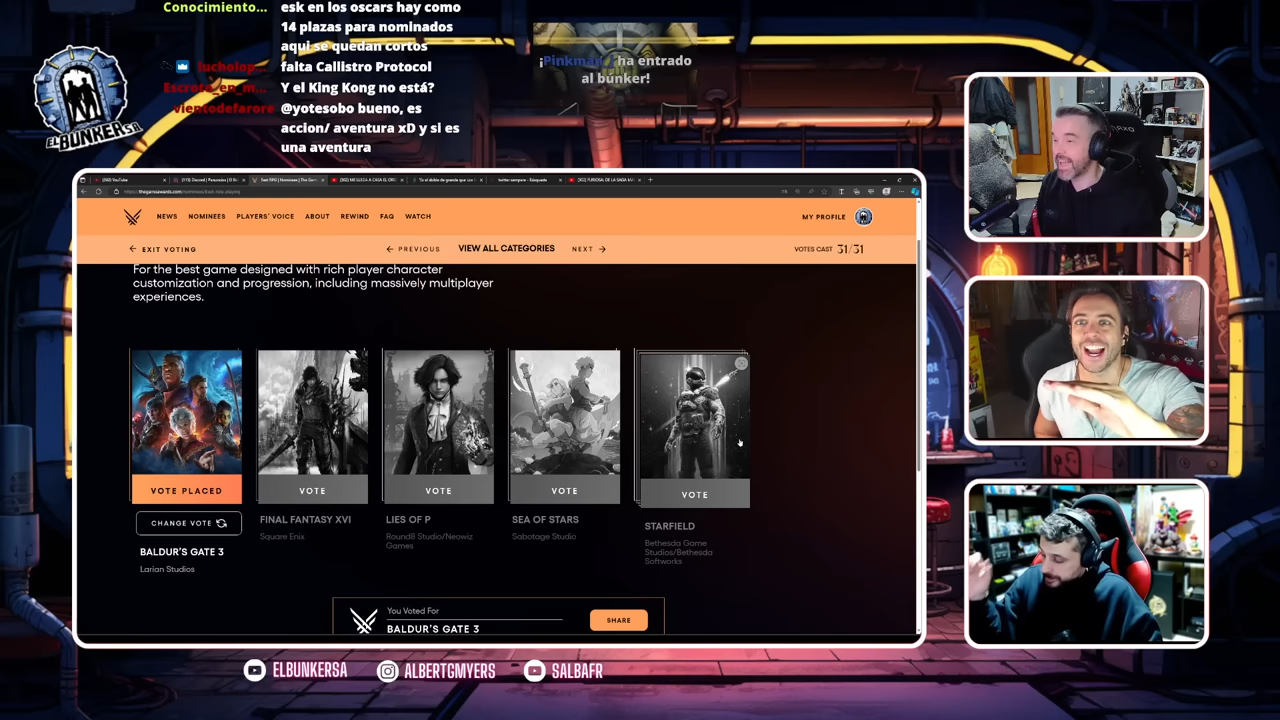 Conocimiento...
esk en los oscars hay como
14 plazas para nominados
aqui se quedan cortos
lucholop...
falta Callistro Protocol
Escroto_en_m...
Y el King Kong no está?
vientodefarore
@yotesobo bueno, es
accion/ aventura xD y si es
una aventura
¡Pinkman_ ha entrado
al bunker!
ELBUNKERSA
NEWS NOMINEES PLAYERS' VOICE ABOUT REWIND FAQ WATCH
MY PROFILE
EXIT VOTING
PREVIOUS VIEW ALL CATEGORIES NEXT
VOTES CAST 31/31
For the best game designed with rich player character
customization and progression, including massively multiplayer
experiences.
VOTE PLACED
VOTE
VOTE
VOTE
VOTE
CHANGE VOTE
BALDUR'S GATE 3
Larian Studios
FINAL FANTASY XVI
Square Enix
LIES OF P
Round8 Studio/Neowiz
Games
SEA OF STARS
Sabotage Studio
STARFIELD
Bethesda Game
Studios/Bethesda
Softworks
You Voted For
BALDUR'S GATE 3
SHARE
ELBUNKERSA
ALBERTGMYERS
SALBAFR